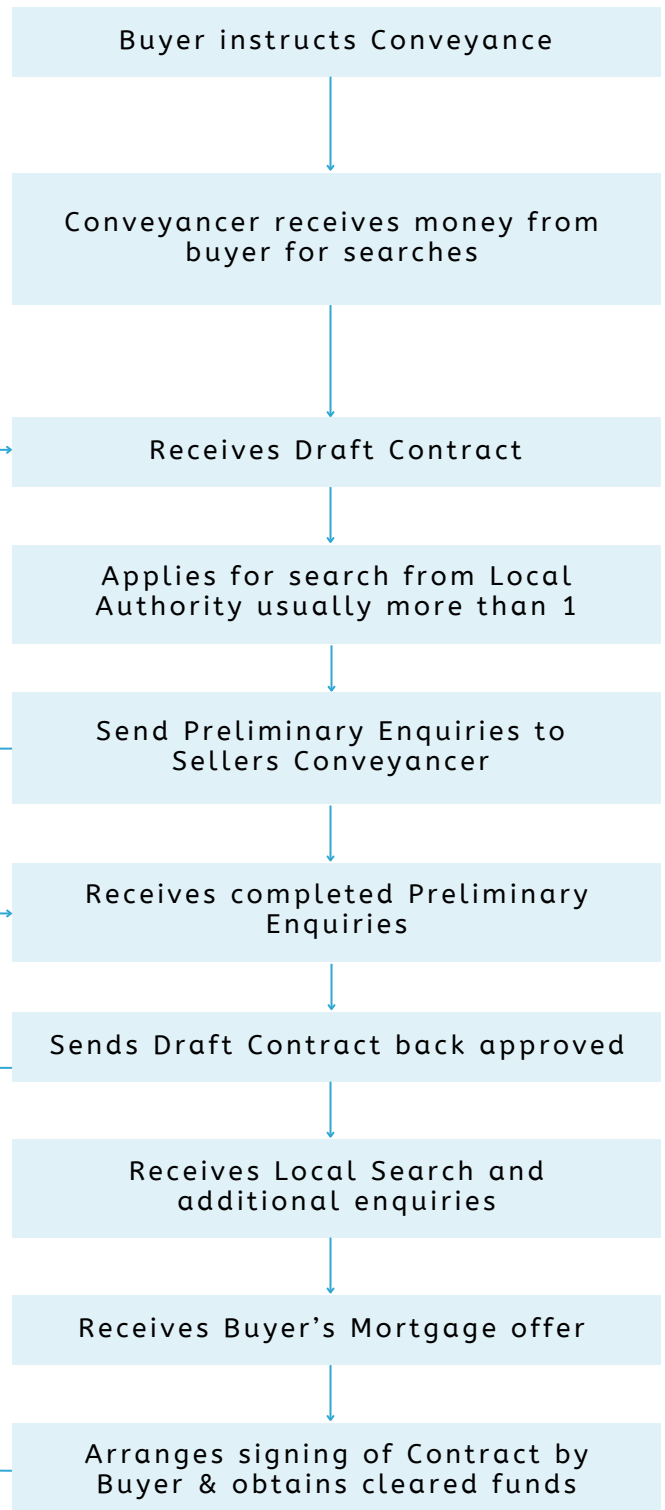 Buyer instructs Conveyance
Conveyancer receives money from
buyer for searches
Receives Draft Contract
Applies for search from Local
Authority usually more than 1
Send Preliminary Enquiries to
Sellers Conveyancer
Receives completed Preliminary
Enquiries
Sends Draft Contract back approved
Receives Local Search and
additional enquiries
Receives Buyer’s Mortgage offer
Arranges signing of Contract by
Buyer & obtains cleared funds